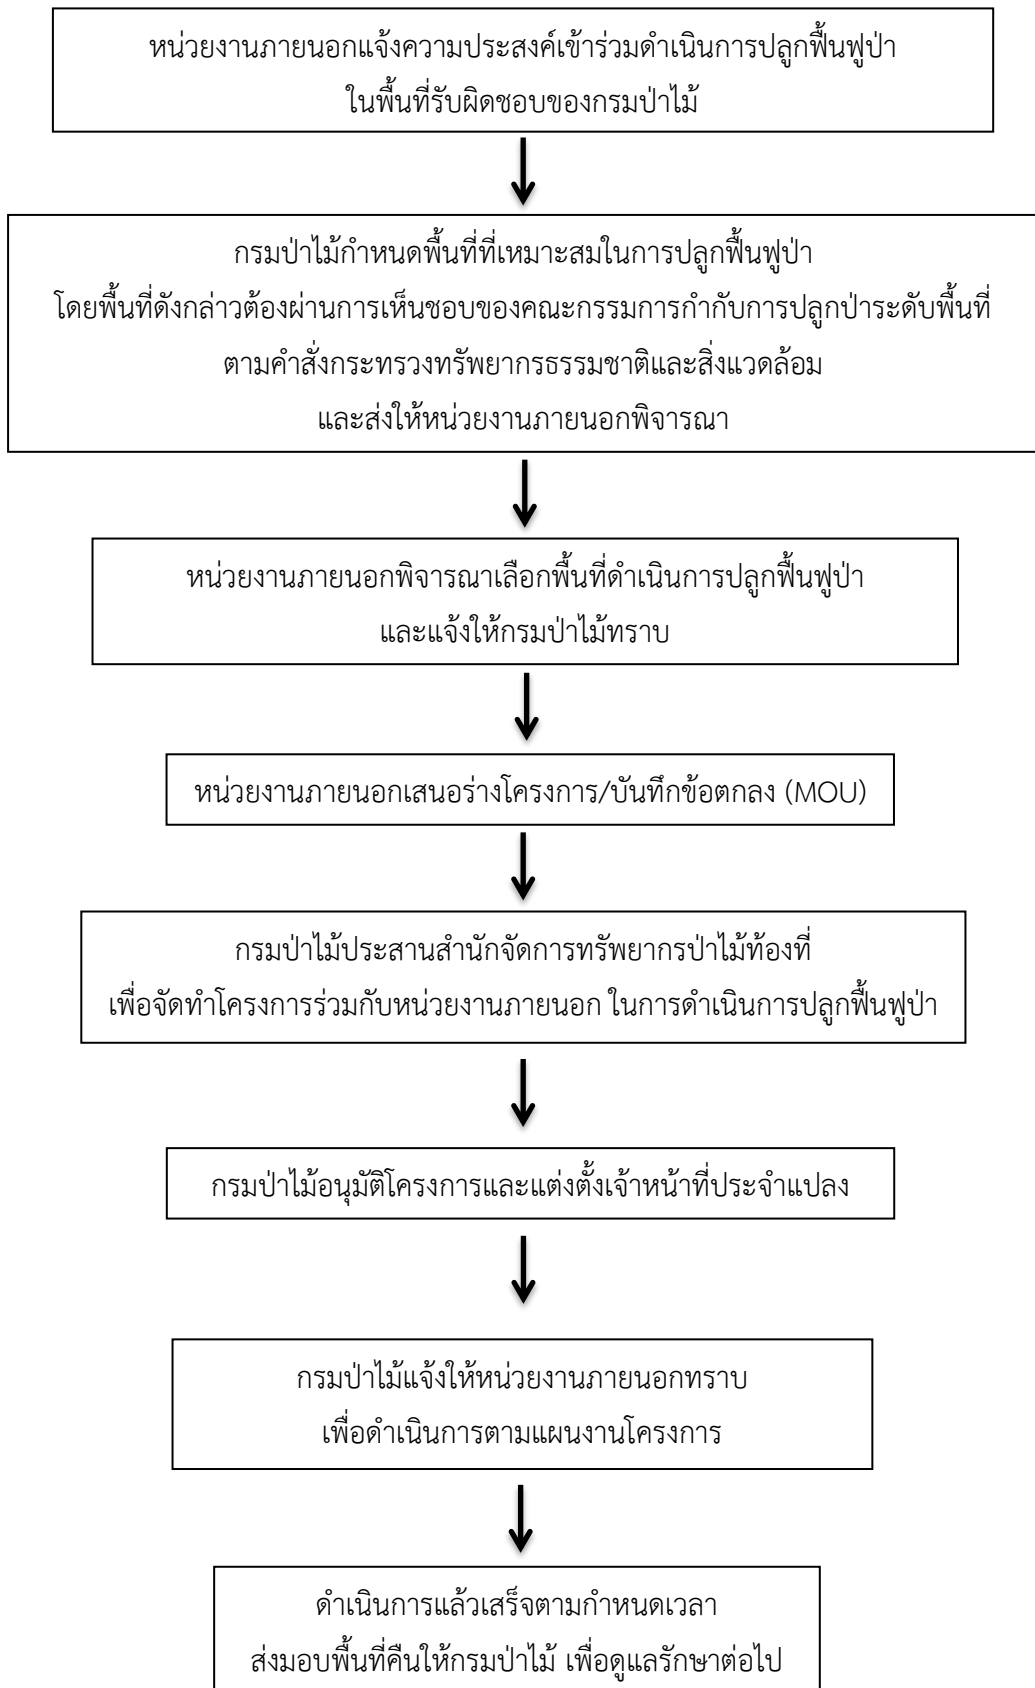 หน่วยงานภายนอกแจ้งความประสงค์เข้าร่วมดำเนินการปลูกฟื้นฟูป่า
ในพื้นที่รับผิดชอบของกรมป่าไม้
กรมป่าไม้กำหนดพื้นที่ที่เหมาะสมในการปลูกฟื้นฟูป่า
โดยพื้นที่ดังกล่าวต้องผ่านการเห็นชอบของคณะกรรมการกำกับการปลูกป่าระดับพื้นที่
ตามคำสั่งกระทรวงทรัพยากรธรรมชาติและสิ่งแวดล้อม
และส่งให้หน่วยงานภายนอกพิจารณา
หน่วยงานภายนอกพิจารณาเลือกพื้นที่ดำเนินการปลูกฟื้นฟูป่า
และแจ้งให้กรมป่าไม้ทราบ
หน่วยงานภายนอกเสนอร่างโครงการ/บันทึกข้อตกลง (MOU)
กรมป่าไม้ประสานสำนักจัดการทรัพยากรป่าไม้ท้องที่
เพื่อจัดทำโครงการร่วมกับหน่วยงานภายนอก ในการดำเนินการปลูกฟื้นฟูป่า
กรมป่าไม้อนุมัติโครงการและแต่งตั้งเจ้าหน้าที่ประจำแปลง
กรมป่าไม้แจ้งให้หน่วยงานภายนอกทราบ
เพื่อดำเนินการตามแผนงานโครงการ
ดำเนินการแล้วเสร็จตามกำหนดเวลา
ส่งมอบพื้นที่คืนให้กรมป่าไม้ เพื่อดูแลรักษาต่อไป